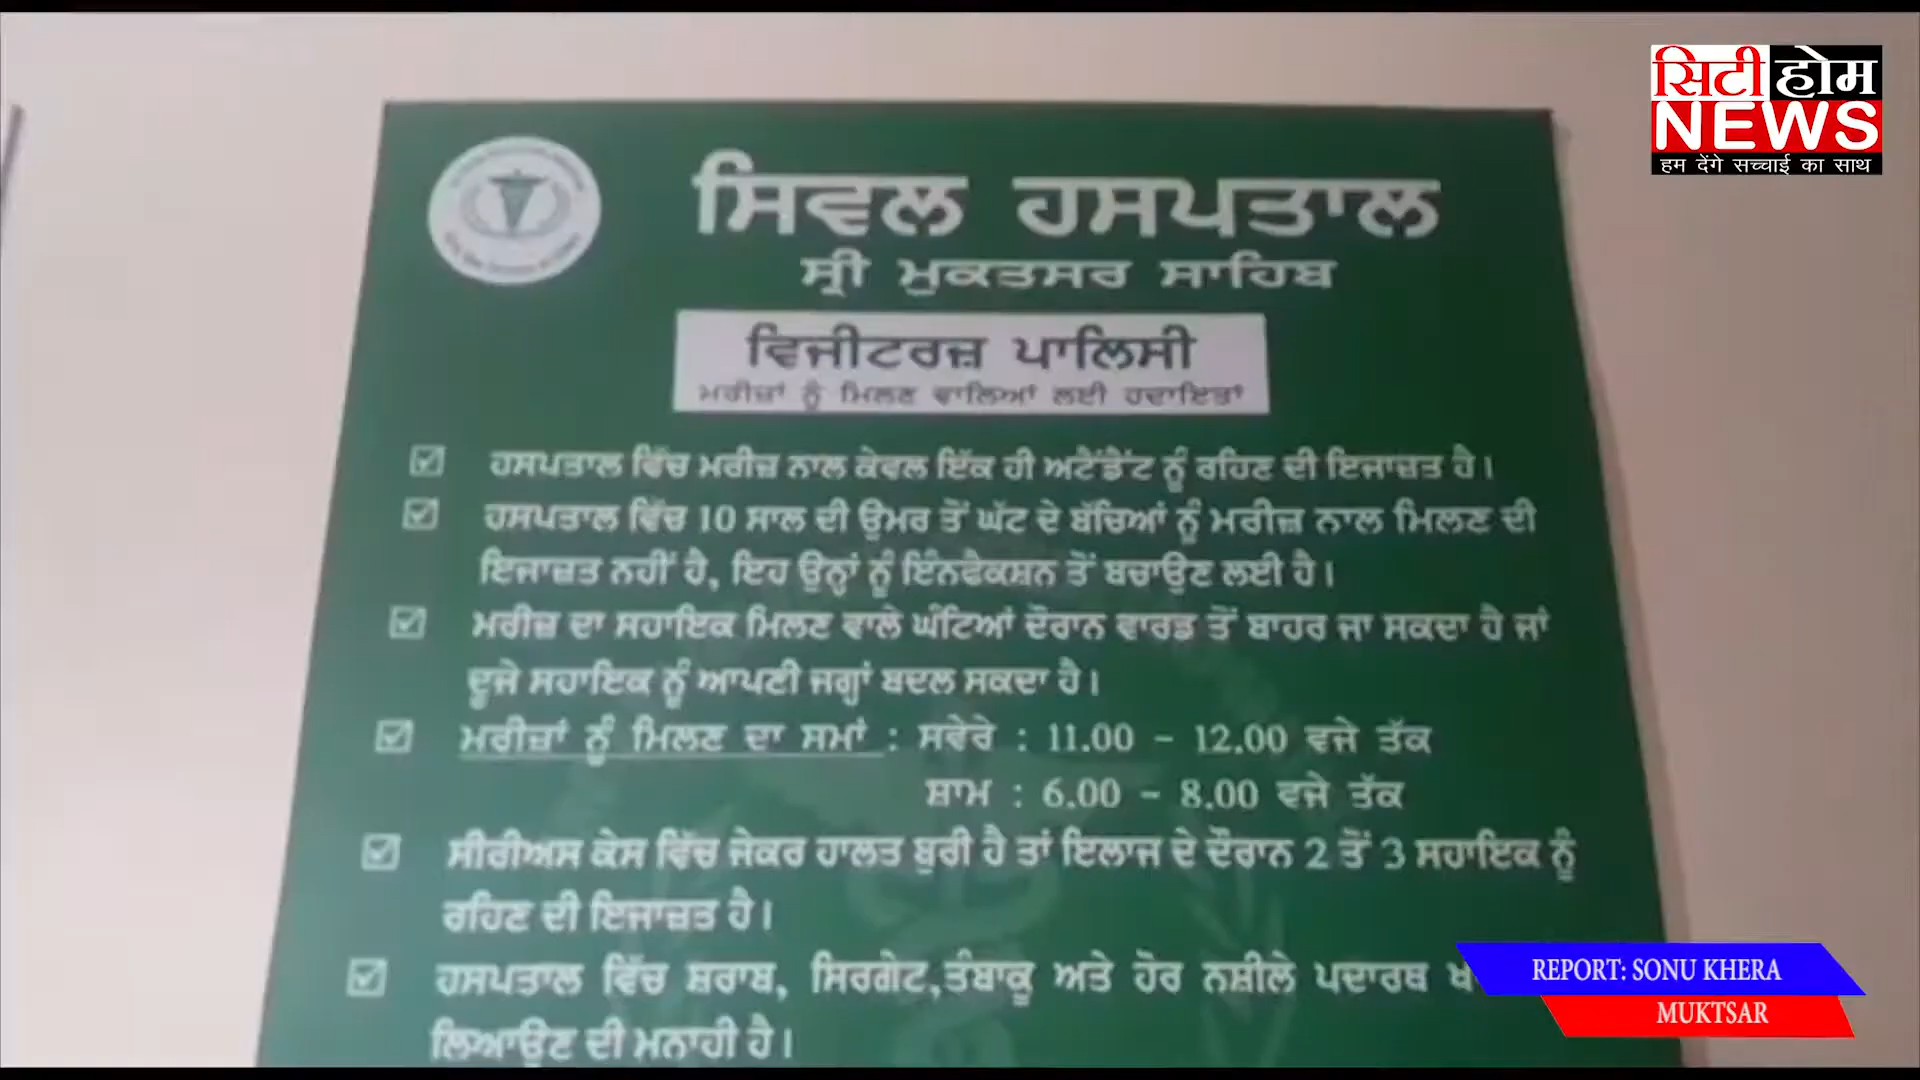 सिटी होम
NEWS
हम देंगे सच्चाई का साथ
ਸਿਵਲ ਹਸਪਤਾਲ
ਸ੍ਰੀ ਮੁਕਤਸਰ ਸਾਹਿਬ
ਵਿਜੀਟਰਜ਼ ਪਾਲਿਸੀ
ਮਰੀਜ਼ਾਂ ਨੂੰ ਮਿਲਣ ਵਾਲਿਆਂ ਲਈ ਹਦਾਇਤਾਂ
ਹਸਪਤਾਲ ਵਿੱਚ ਮਰੀਜ਼ ਨਾਲ ਕੇਵਲ ਇੱਕ ਹੀ ਅਟੈਂਡੈਂਟ ਨੂੰ ਰਹਿਣ ਦੀ ਇਜਾਜ਼ਤ ਹੈ।
ਹਸਪਤਾਲ ਵਿੱਚ 10 ਸਾਲ ਦੀ ਉਮਰ ਤੋਂ ਘੱਟ ਦੇ ਬੱਚਿਆਂ ਨੂੰ ਮਰੀਜ਼ ਨਾਲ ਮਿਲਣ ਦੀ
ਇਜਾਜ਼ਤ ਨਹੀਂ ਹੈ, ਇਹ ਉਨ੍ਹਾਂ ਨੂੰ ਇੰਨਫੈਕਸ਼ਨ ਤੋਂ ਬਚਾਉਣ ਲਈ ਹੈ।
ਮਰੀਜ਼ ਦਾ ਸਹਾਇਕ ਮਿਲਣ ਵਾਲੇ ਘੰਟਿਆਂ ਦੌਰਾਨ ਵਾਰਡ ਤੋਂ ਬਾਹਰ ਜਾ ਸਕਦਾ ਹੈ ਜਾਂ
ਦੂਜੇ ਸਹਾਇਕ ਨੂੰ ਆਪਣੀ ਜਗ੍ਹਾਂ ਬਦਲ ਸਕਦਾ ਹੈ।
ਮਰੀਜ਼ਾਂ ਨੂੰ ਮਿਲਣ ਦਾ ਸਮਾਂ : ਸਵੇਰੇ : 11.00 - 12.00 ਵਜੇ ਤੱਕ
ਸ਼ਾਮ : 6.00 - 8.00 ਵਜੇ ਤੱਕ
ਸੀਰੀਅਸ ਕੇਸ ਵਿੱਚ ਜੇਕਰ ਹਾਲਤ ਬੁਰੀ ਹੈ ਤਾਂ ਇਲਾਜ ਦੇ ਦੌਰਾਨ 2 ਤੋਂ 3 ਸਹਾਇਕ ਨੂੰ
ਰਹਿਣ ਦੀ ਇਜਾਜ਼ਤ ਹੈ।
ਹਸਪਤਾਲ ਵਿੱਚ ਸ਼ਰਾਬ, ਸਿਰਗੇਟ,ਤੰਬਾਕੂ ਅਤੇ ਹੋਰ ਨਸ਼ੀਲੇ ਪਦਾਰਥ
ਲਿਆਉਣ ਦੀ ਮਨਾਹੀ ਹੈ।
REPORT: SONU KHERA
MUKTSAR